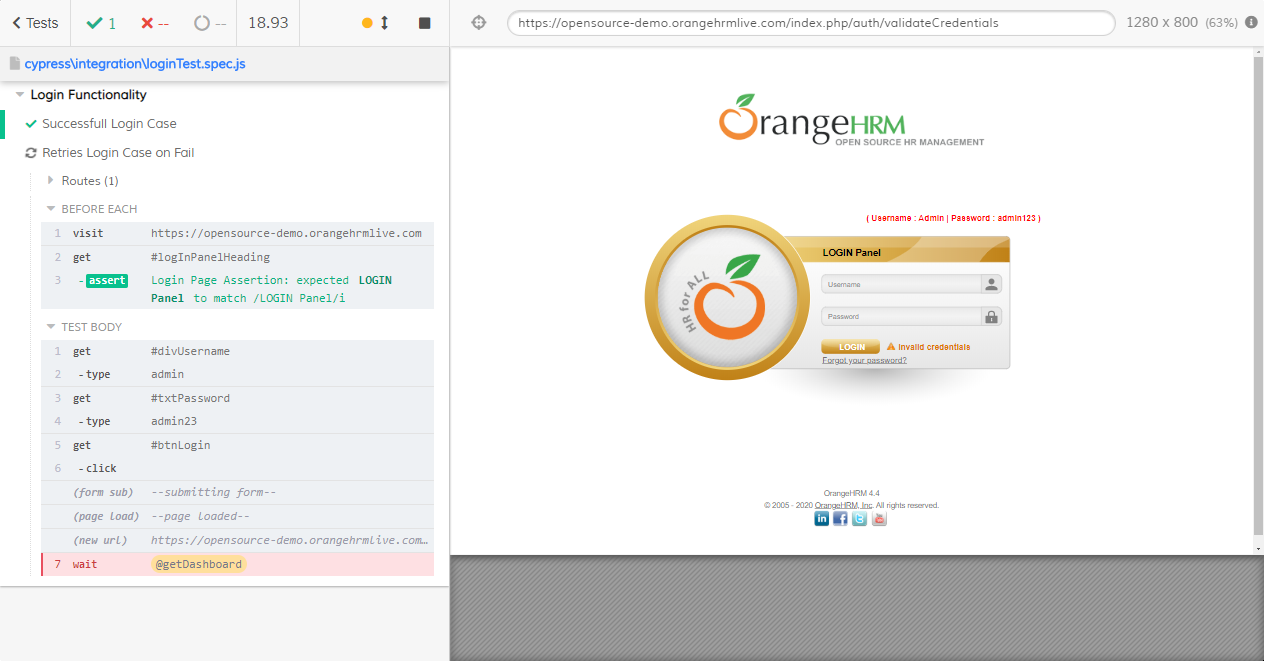 Tests 1 -- -- 18.93
https://opensource-demo.orangehrmlive.com/index.php/auth/validateCredentials 1280 x 800 (63%)
cypress\integration\loginTest.spec.js
Login Functionality
Successfull Login Case
Retries Login Case on Fail
Routes (1)
BEFORE EACH
1 visit https://opensource-demo.orangehrmlive.com
2 get #logInPanelHeading
3 -assert Login Page Assertion: expected LOGIN
Panel to match /LOGIN Panel/i
TEST BODY
1 get #divUsername
2 -type admin
3 get #txtPassword
4 -type admin23
5 get #btnLogin
6 -click
(form sub) --submitting form--
(page load) --page loaded--
(new url) https://opensource-demo.orangehrmlive.com…
7 wait @getDashboard
OrangeHRM
OPEN SOURCE HR MANAGEMENT
( Username : Admin | Password : admin123 )
HR for ALL
LOGIN Panel
Username
Password
LOGIN Invalid credentials
Forgot your password?
OrangeHRM 4.4
© 2005 - 2020 OrangeHRM, Inc. All rights reserved.
in f t